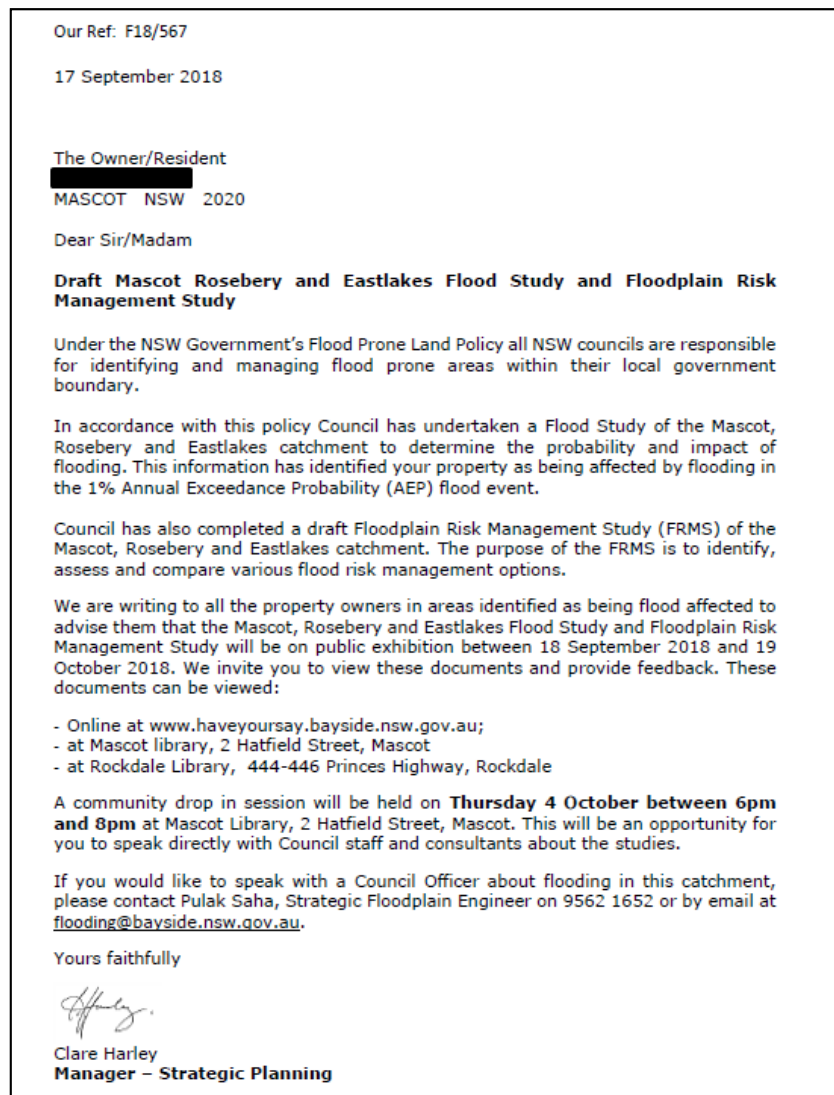 Our Ref: F18/567
17 September 2018
The Owner/Resident
MASCOT NSW 2020
Dear Sir/Madam
Draft Mascot Rosebery and Eastlakes Flood Study and Floodplain Risk
Management Study
Under the NSW Government's Flood Prone Land Policy all NSW councils are responsible
for identifying and managing flood prone areas within their local government
boundary.
In accordance with this policy Council has undertaken a Flood Study of the Mascot,
Rosebery and Eastlakes catchment to determine the probability and impact of
flooding. This information has identified your property as being affected by flooding in
the 1% Annual Exceedance Probability (AEP) flood event.
Council has also completed a draft Floodplain Risk Management Study (FRMS) of the
Mascot, Rosebery and Eastlakes catchment. The purpose of the FRMS is to identify,
assess and compare various flood risk management options.
We are writing to all the property owners in areas identified as being flood affected to
advise them that the Mascot, Rosebery and Eastlakes Flood Study and Floodplain Risk
Management Study will be on public exhibition between 18 September 2018 and 19
October 2018. We invite you to view these documents and provide feedback. These
documents can be viewed:
- Online at www.haveyoursay.bayside.nsw.gov.au;
- at Mascot library, 2 Hatfield Street, Mascot
- at Rockdale Library, 444-446 Princes Highway, Rockdale
A community drop in session will be held on Thursday 4 October between 6pm
and 8pm at Mascot Library, 2 Hatfield Street, Mascot. This will be an opportunity for
you to speak directly with Council staff and consultants about the studies.
If you would like to speak with a Council Officer about flooding in this catchment,
please contact Pulak Saha, Strategic Floodplain Engineer on 9562 1652 or by email at
flooding@bayside.nsw.gov.au.
Yours faithfully
Clare Harley
Manager – Strategic Planning